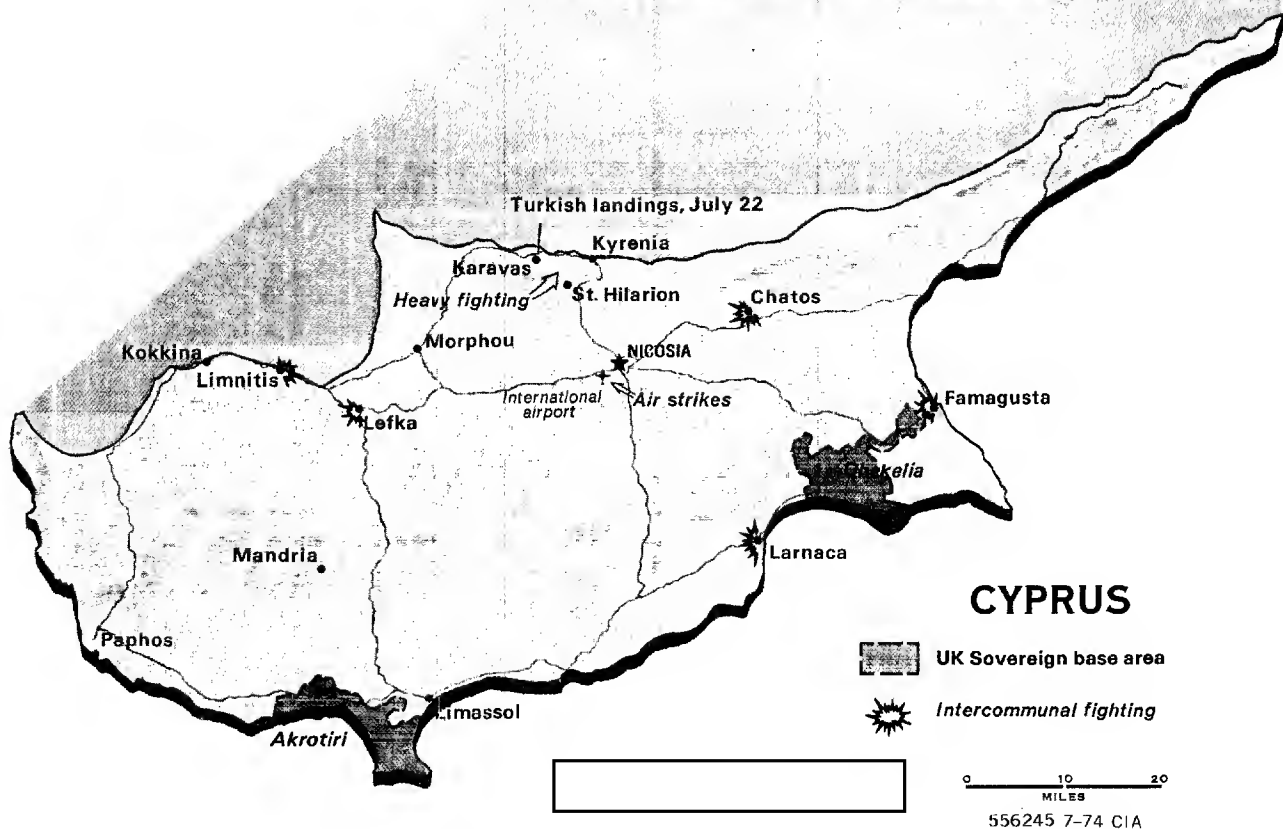 Turkish landings, July 22
Kyrenia
Karavas
Heavy fighting
St. Hilarion
Chatos
Kokkina
Morphou
NICOSIA
Limnitis
International
airport
Air strikes
Lefka
Famagusta
Dhekelia
Larnaca
Mandria
CYPRUS
Paphos
UK Sovereign base area
Limassol
Intercommunal fighting
Akrotiri
0 10 20
MILES
556245 7-74 CIA